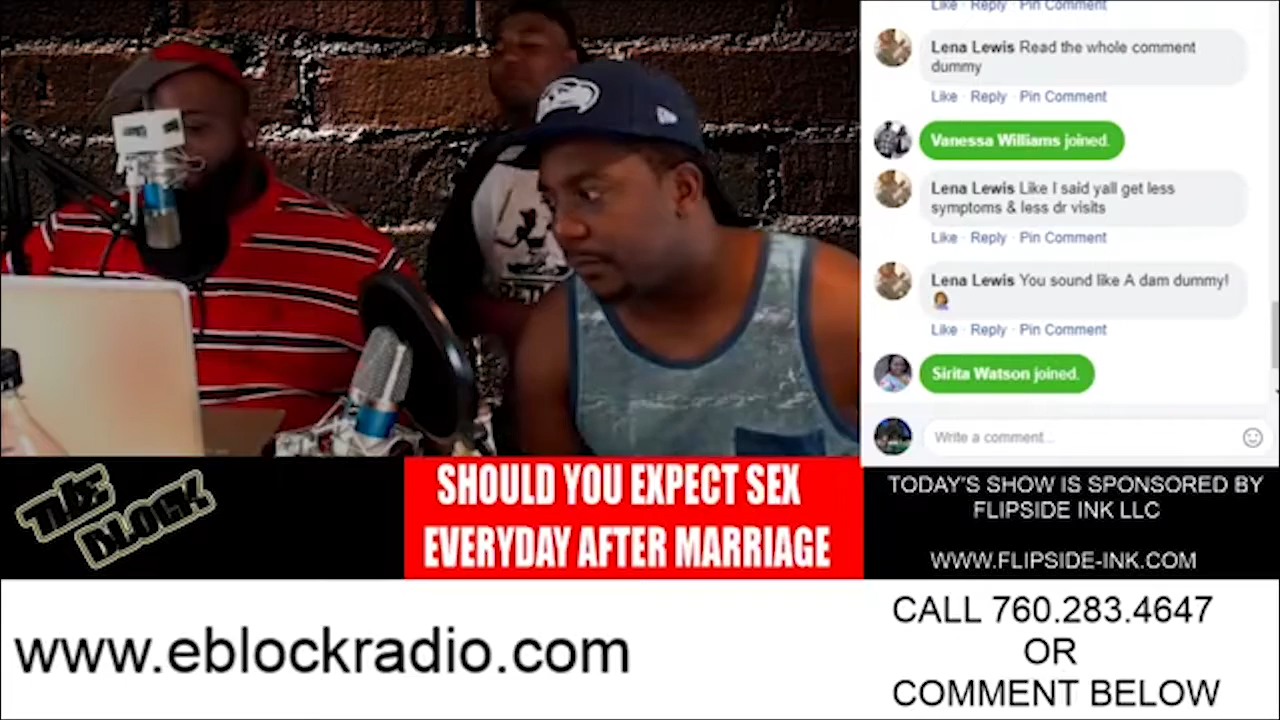 Like · Reply · Pin Comment
Lena Lewis Read the whole comment
dummy
Like · Reply · Pin Comment
Vanessa Williams joined.
Lena Lewis Like I said yall get less
symptoms & less dr visits
Like · Reply · Pin Comment
Lena Lewis You sound like A dam dummy!
Like · Reply · Pin Comment
Sirita Watson joined.
Write a comment...
THE
BLOCK
SHOULD YOU EXPECT SEX
EVERYDAY AFTER MARRIAGE
TODAY'S SHOW IS SPONSORED BY
FLIPSIDE INK LLC
WWW.FLIPSIDE-INK.COM
www.eblockradio.com
CALL 760.283.4647
OR
COMMENT BELOW